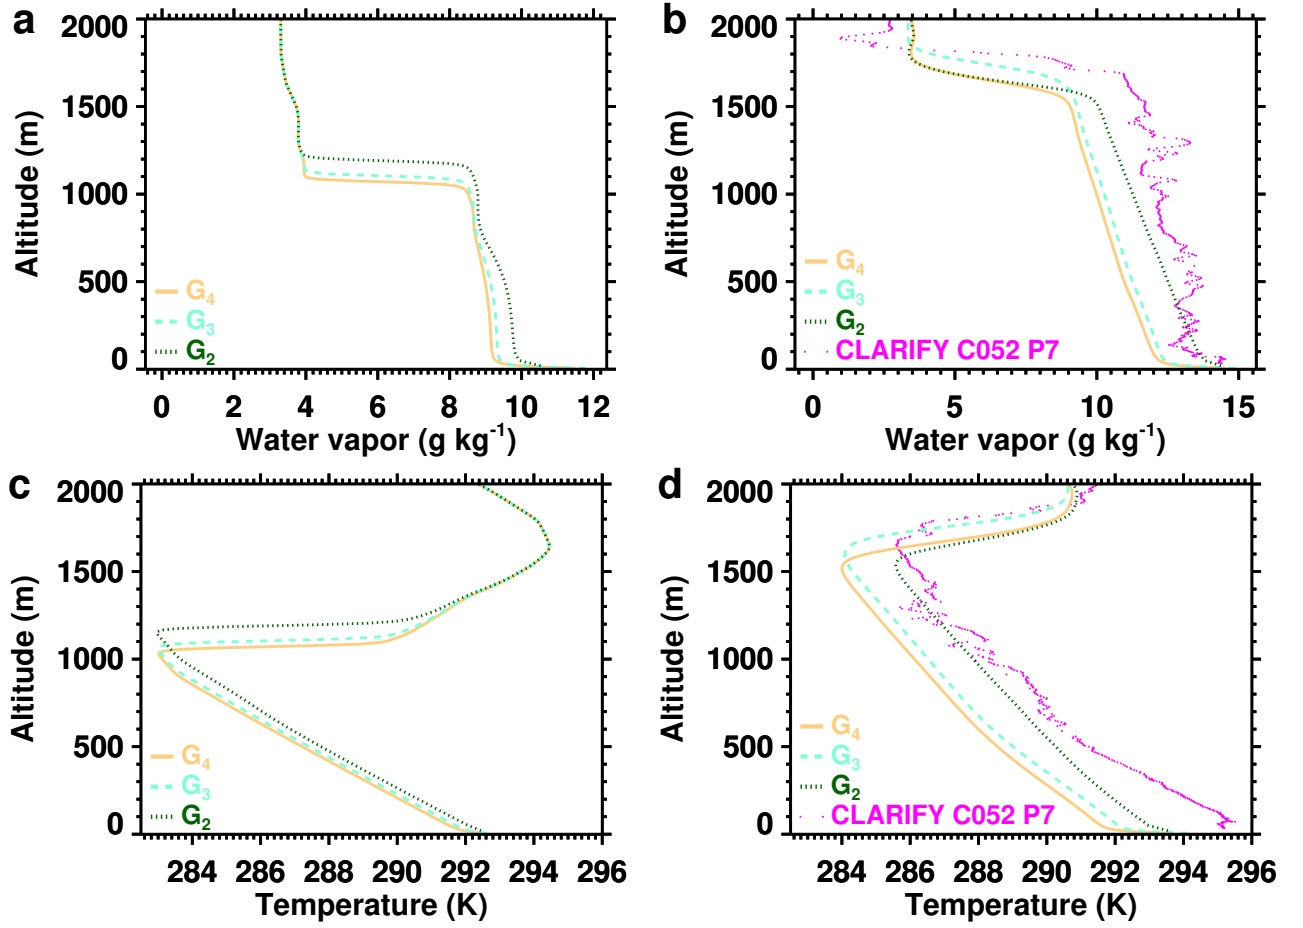 a
2000
1500
1000
500
0
Altitude (m)
G4
G3
G2
0 2 4 6 8 10 12
Water vapor (g kg-1)
b
2000
1500
1000
500
0
Altitude (m)
G4
G3
G2
CLARIFY C052 P7
0 5 10 15
Water vapor (g kg-1)
c
2000
1500
1000
500
0
Altitude (m)
G4
G3
G2
284 286 288 290 292 294 296
Temperature (K)
d
2000
1500
1000
500
0
Altitude (m)
G4
G3
G2
CLARIFY C052 P7
284 286 288 290 292 294 296
Temperature (K)